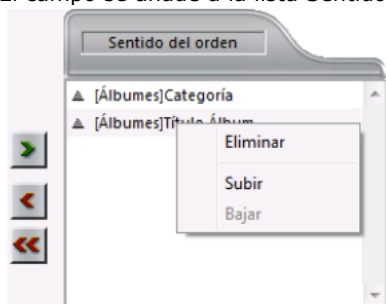 El campo se añade a la lista Sentido
Sentido del orden
[Álbumes]Categoría
[Álbumes]Título Álbum
Eliminar
Subir
Bajar